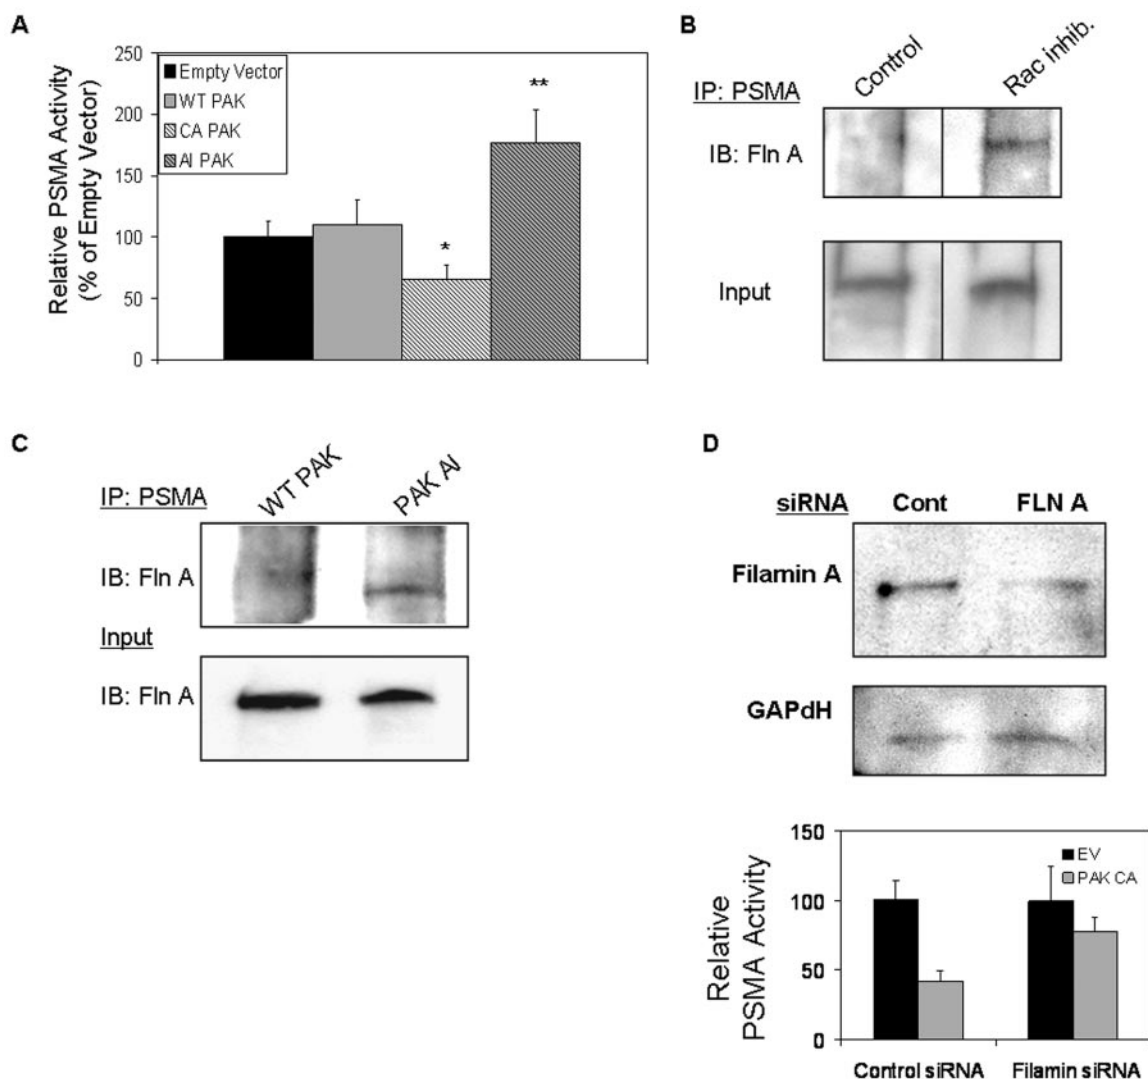 A
Relative PSMA Activity
(% of Empty Vector)
250
200
150
100
50
0
Empty Vector
WT PAK
CA PAK
AI PAK
*
**
B
Control
Rac inhib.
IP: PSMA
IB: Fln A
Input
C
WT PAK
PAK AI
IP: PSMA
IB: Fln A
Input
IB: Fln A
D
siRNA Cont FLN A
Filamin A
GAPdH
Relative
PSMA Activity
150
100
50
0
EV
PAK CA
Control siRNA Filamin siRNA